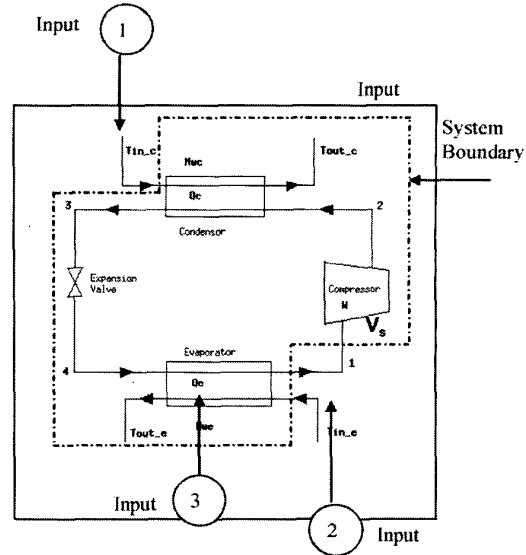 Input
1
Input
System
Boundary
Tin_c
Tout_c
Mwc
Qc
3
2
Condensor
Expansion
Valve
Compressor
W
Vs
Evaporator
4
1
Qe
Tout_e
Mwe
Tin_e
Input
3
2
Input